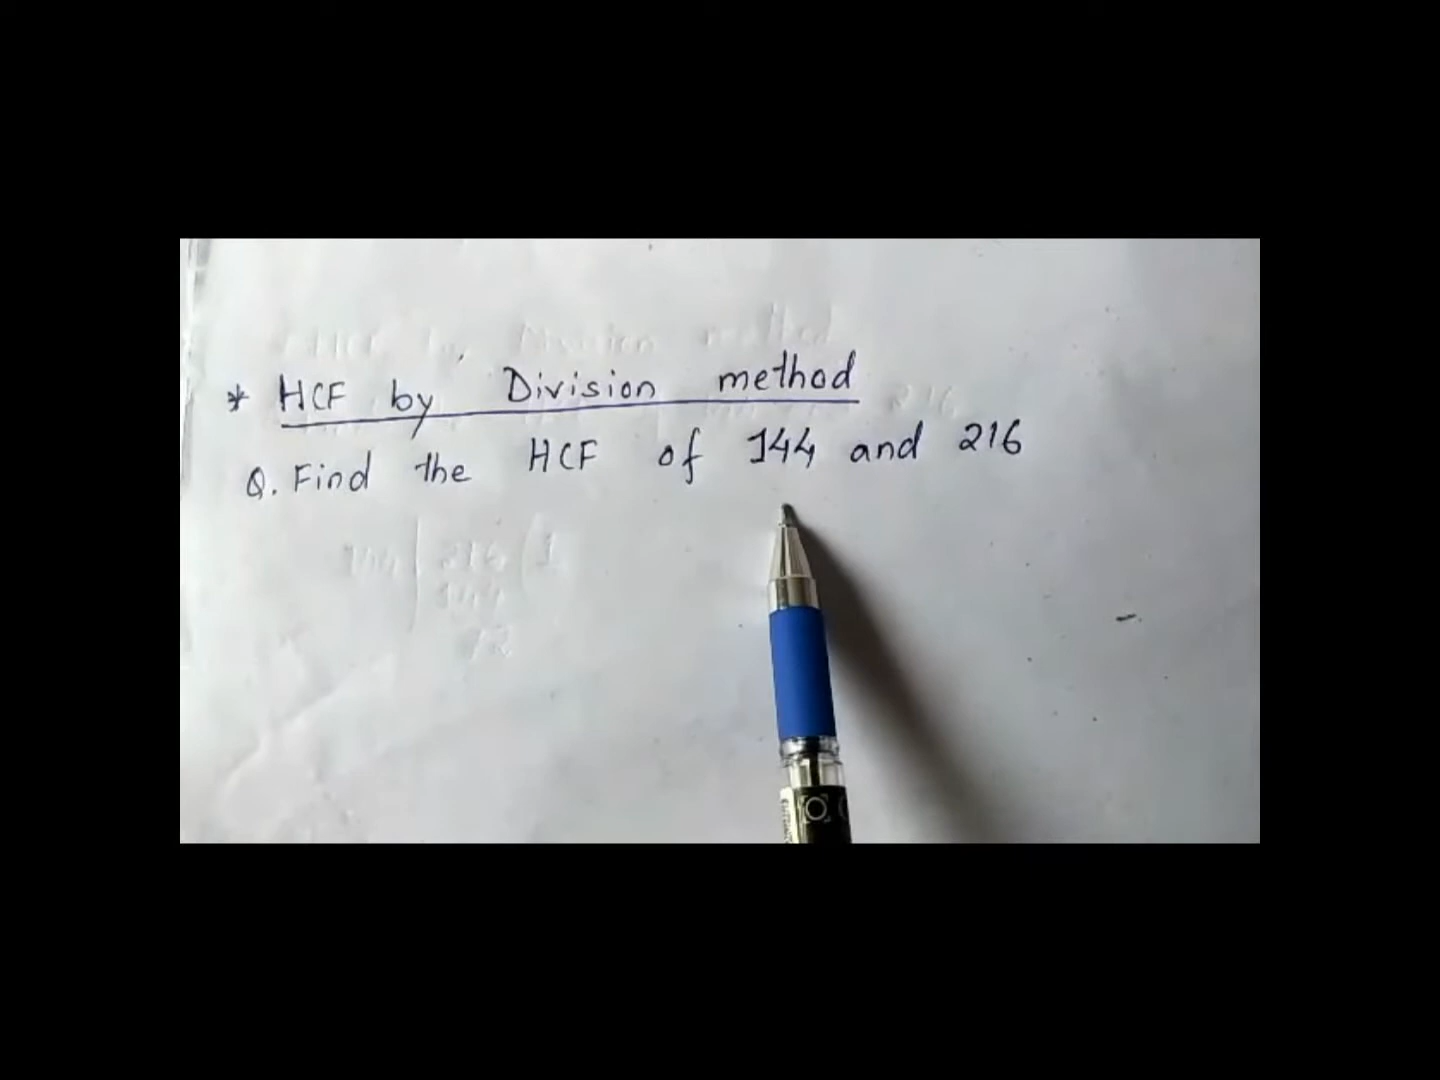 * HCF by Division method
Q. Find the HCF of 144 and 216